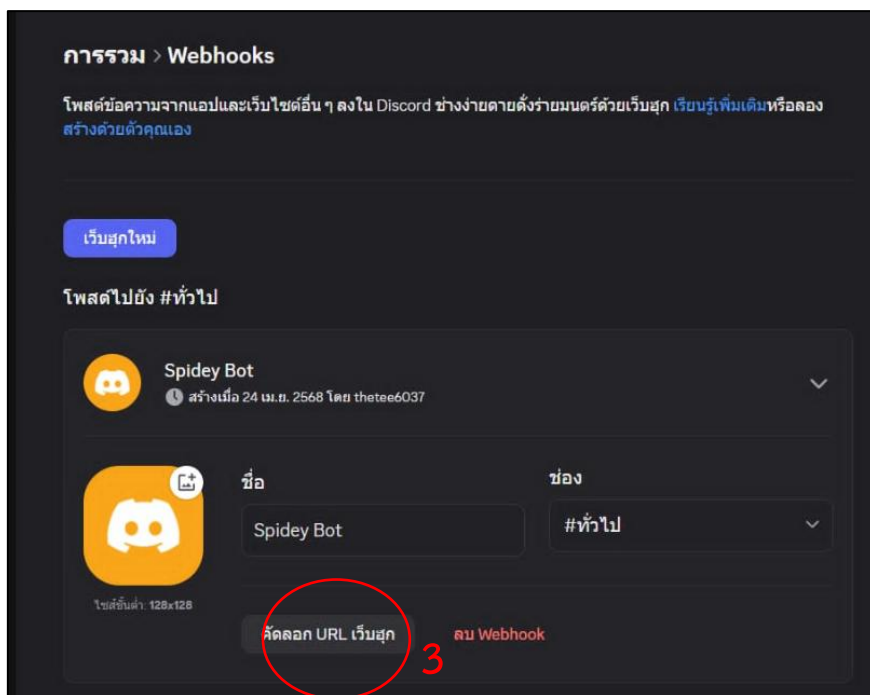 การรวม > Webhooks
โพสต์ข้อความจากแอปและเว็บไซต์อื่น ๆ ลงใน Discord ช่างง่ายดายดั่งร่ายมนตร์ด้วยเว็บฮุก เรียนรู้เพิ่มเติมหรือลอง
สร้างด้วยตัวคุณเอง
เว็บฮุกใหม่
โพสต์ไปยัง #ทั่วไป
Spidey Bot
สร้างเมื่อ 24 เม.ย. 2568 โดย thetee6037
ชื่อ
ช่อง
Spidey Bot
#ทั่วไป
ไซส์ขั้นต่ำ: 128x128
คัดลอก URL เว็บฮุก
ลบ Webhook
3